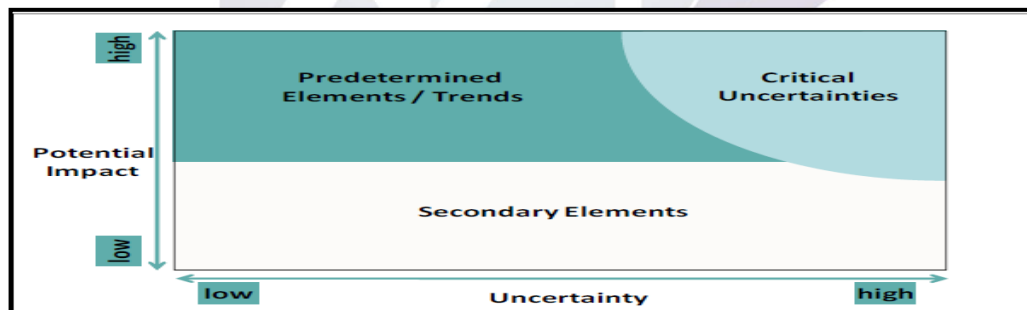 high
Predetermined
Elements / Trends
Critical
Uncertainties
Potential
Impact
Secondary Elements
low
low
Uncertainty
high